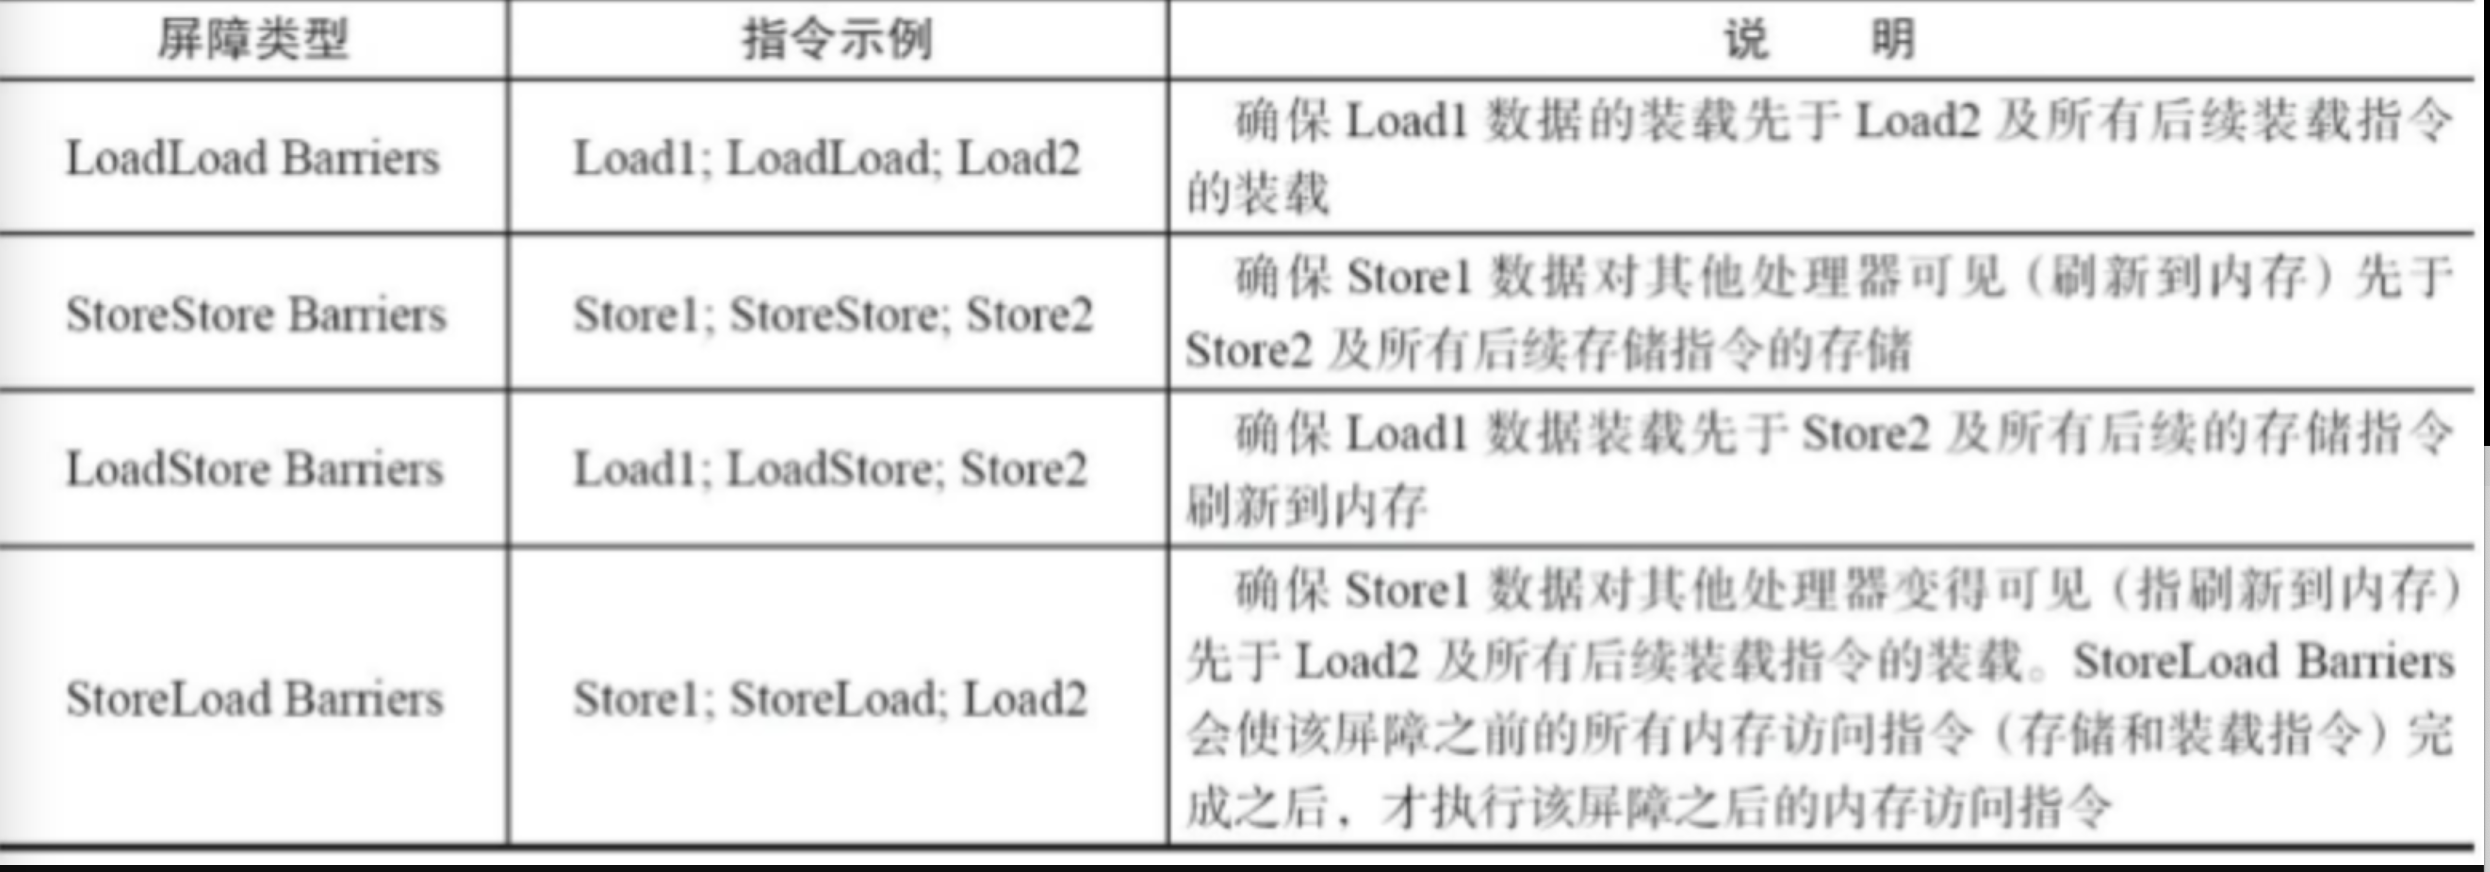 屏障类型 指令示例 说 明
LoadLoad Barriers Load1; LoadLoad; Load2 确保 Load1 数据的装载先于 Load2 及所有后续装载指令
的装载
StoreStore Barriers Store1; StoreStore; Store2 确保 Store1 数据对其他处理器可见（刷新到内存）先于
Store2 及所有后续存储指令的存储
LoadStore Barriers Load1; LoadStore; Store2 确保 Load1 数据装载先于 Store2 及所有后续的存储指令
刷新到内存
StoreLoad Barriers Store1; StoreLoad; Load2 确保 Store1 数据对其他处理器变得可见（指刷新到内存）
先于 Load2 及所有后续装载指令的装载。StoreLoad Barriers
会使该屏障之前的所有内存访问指令（存储和装载指令）完
成之后，才执行该屏障之后的内存访问指令